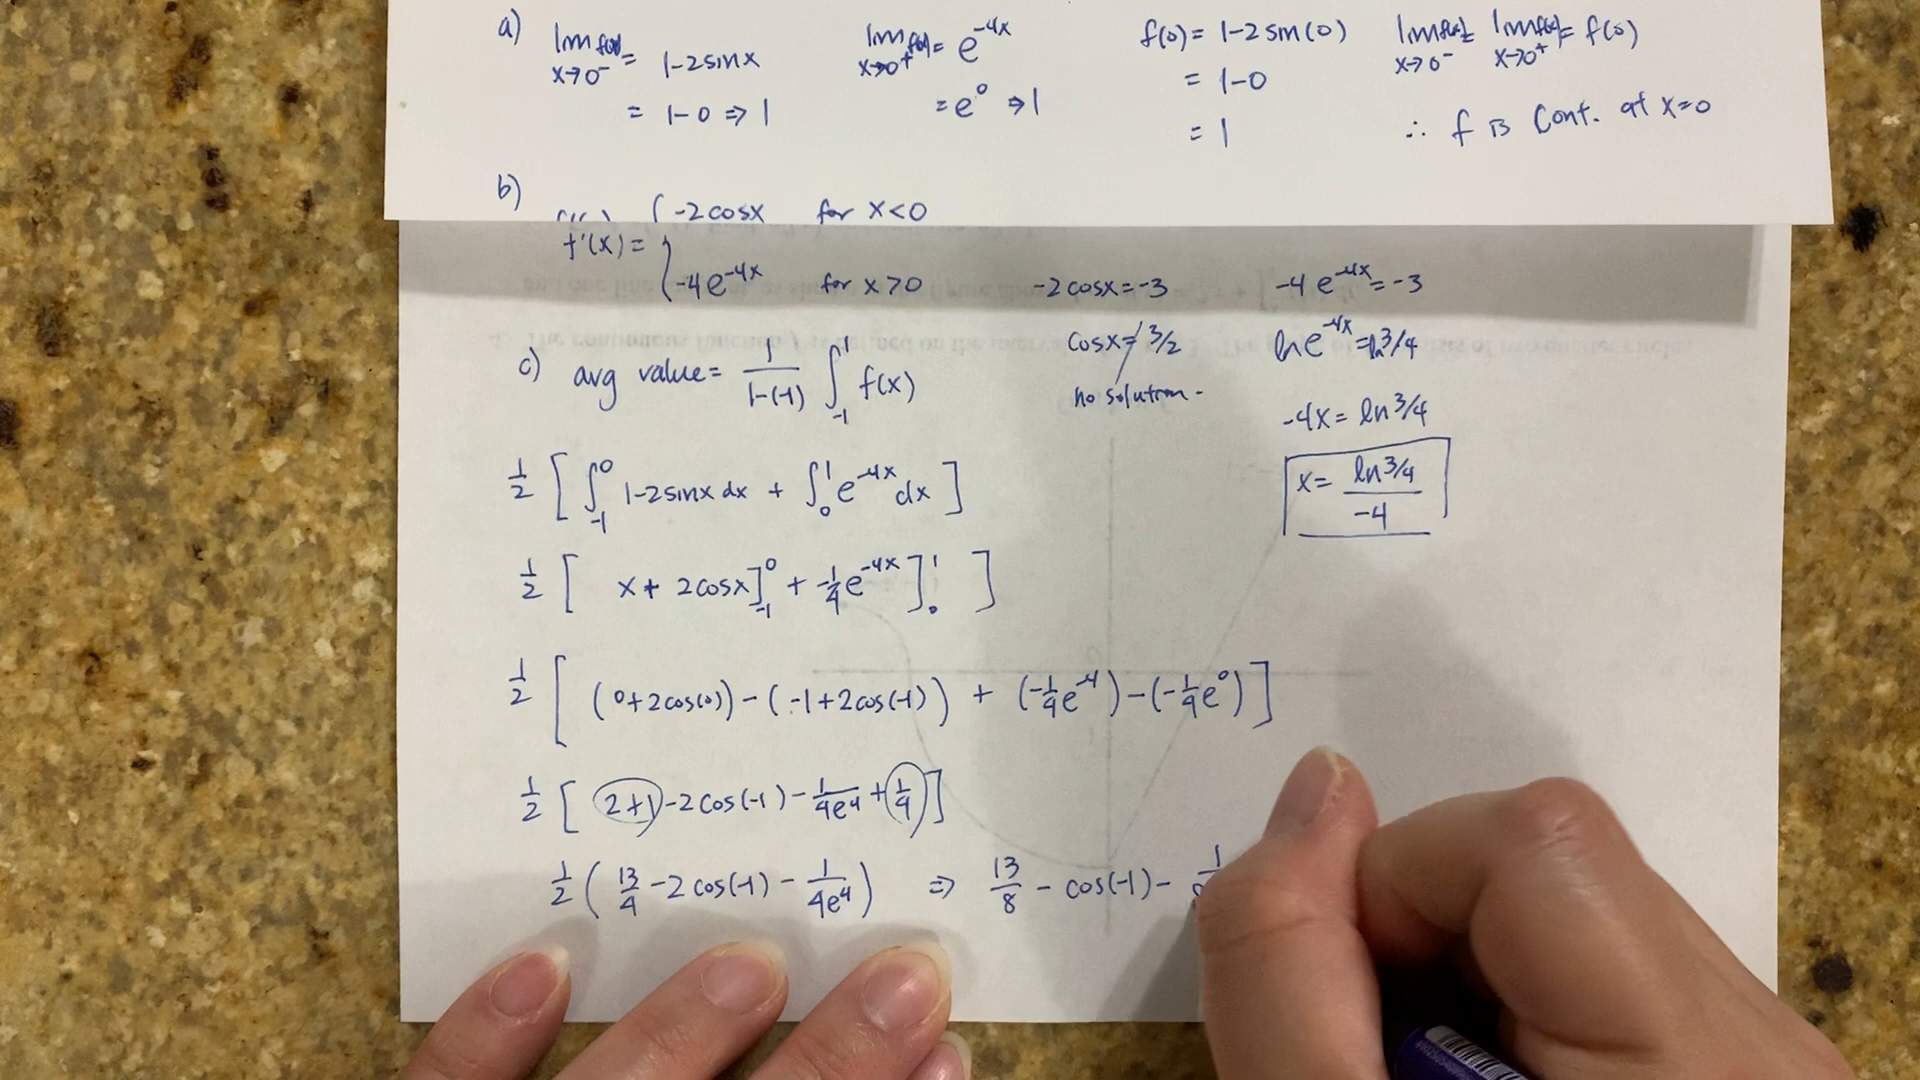 a) lim f(x) = 1-2sinx
x→0⁻
= 1-0 ⇒ 1
lim f(x) = e^-4x
x→0⁺
= e^0 ⇒ 1
f(0) = 1-2sin(0)
= 1-0
= 1
lim f(x) = lim f(x) = f(0)
x→0⁻ x→0⁺
∴ f is Cont. at x=0
b)
f'(x) = { -2cosx for x<0
-4e^-4x for x>0
-2cosx = -3
cosx = 3/2
no solution -
-4e^-4x = -3
ln e^-4x = ln 3/4
-4x = ln 3/4
x = ln 3/4 / -4
c) avg value = 1/1-(-1) ∫_-1^1 f(x)
1/2 [ ∫_-1^0 1-2sinx dx + ∫_0^1 e^-4x dx ]
1/2 [ x + 2cosx ]_-1^0 + -1/4 e^-4x ]_0^1 ]
1/2 [ (0+2cos(0)) - (-1+2cos(-1)) + (-1/4 e^-4) - (-1/4 e^0) ]
1/2 [ 2+1 - 2cos(-1) - 1/4e^4 + 1/4 ]
1/2 ( 13/4 - 2cos(-1) - 1/4e^4 ) ⇒ 13/8 - cos(-1) - 1